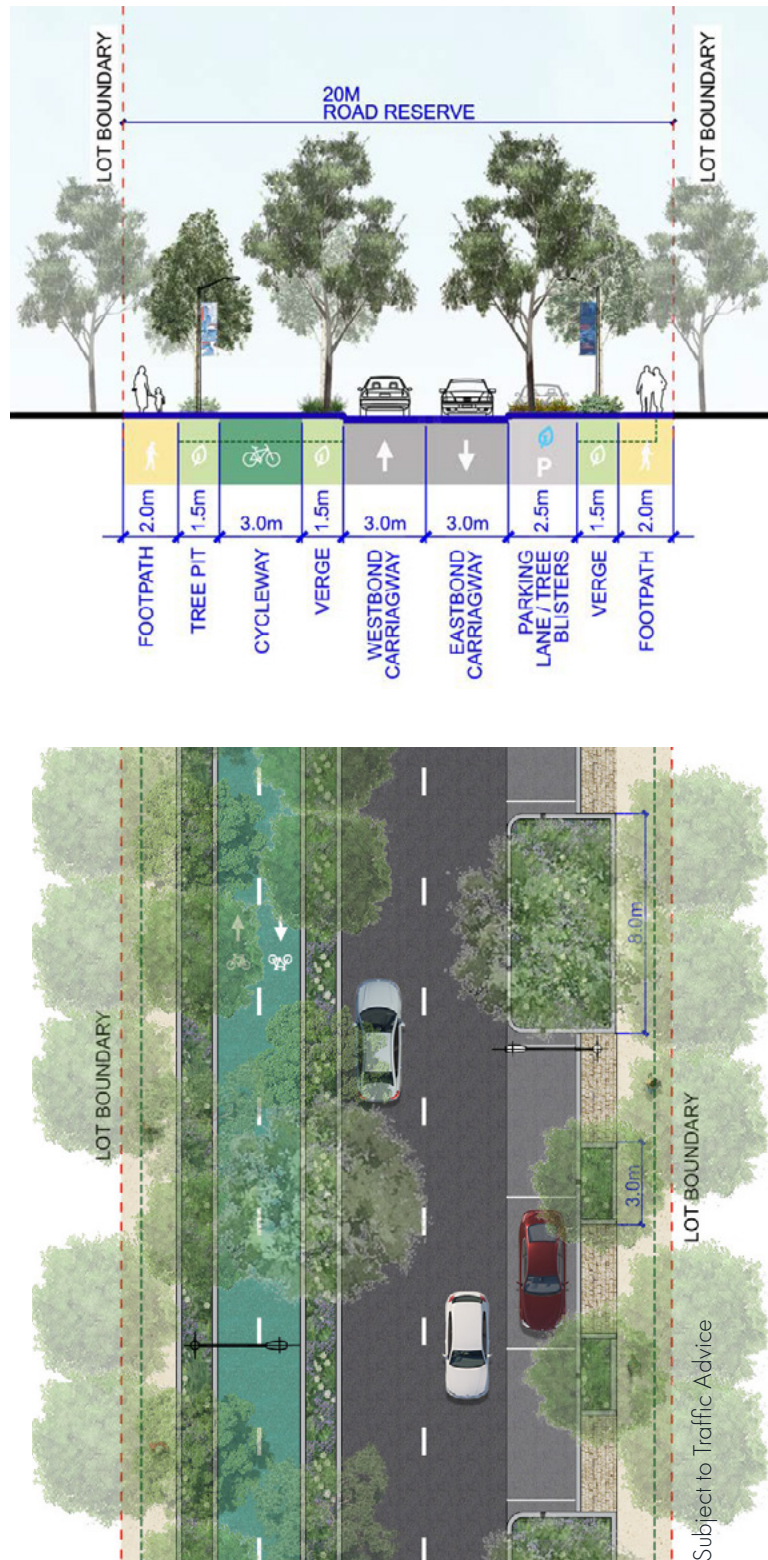 20M
ROAD RESERVE
LOT BOUNDARY
LOT BOUNDARY
P
2.0m
1.5m
3.0m
1.5m
3.0m
3.0m
2.5m
1.5m
2.0m
FOOTPATH
TREE PIT
CYCLEWAY
VERGE
WESTBOND
CARRIAGWAY
EASTBOND
CARRIAGWAY
PARKING
LANE / TREE
BLISTERS
VERGE
FOOTPATH
8.0m
LOT BOUNDARY
3.0m
LOT BOUNDARY
Subject to Traffic Advice